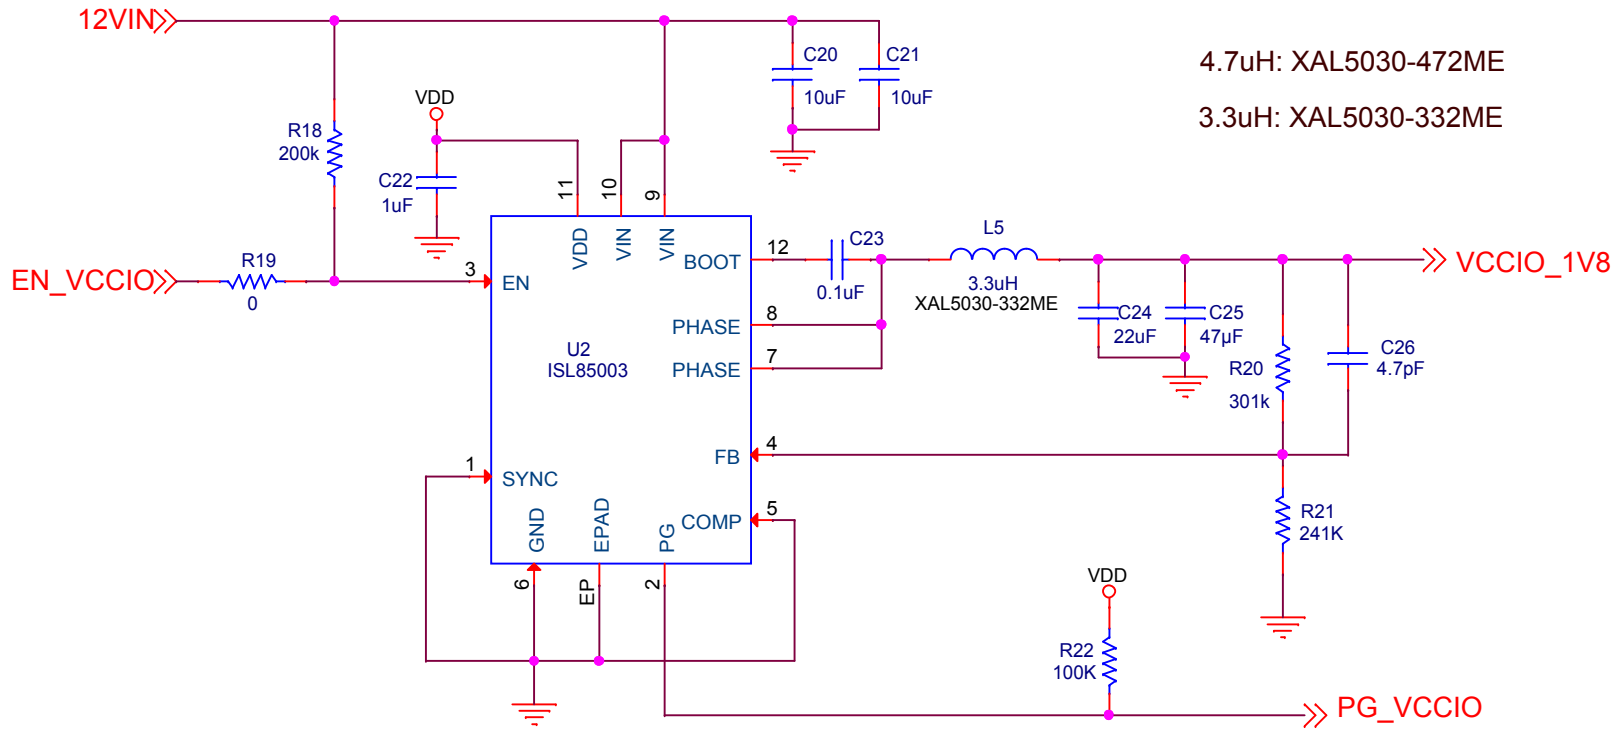 12VIN
4.7uH: XAL5030-472ME
3.3uH: XAL5030-332ME
C20
10uF
C21
10uF
VDD
R18
200k
C22
1uF
11
10
9
VDD
VIN
VIN
EN_VCCIO
R19
0
3
EN
BOOT
12
C23
0.1uF
L5
3.3uH
XAL5030-332ME
VCCIO_1V8
PHASE
8
PHASE
7
U2
ISL85003
C24
22uF
C25
47µF
R20
301k
C26
4.7pF
FB
4
1
SYNC
COMP
5
GND
EPAD
PG
6
EP
2
R21
241K
VDD
R22
100K
PG_VCCIO